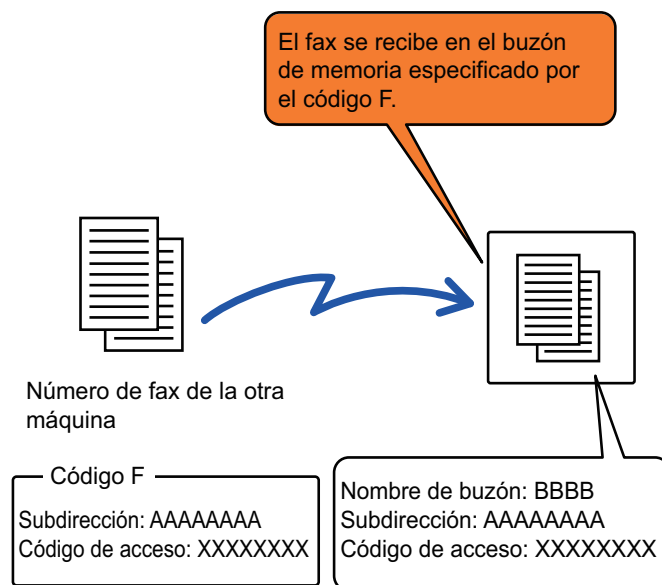 El fax se recibe en el buzón
de memoria especificado por
el código F.
Número de fax de la otra
máquina
Código F
Subdirección: AAAAAAAA
Código de acceso: XXXXXXXX
Nombre de buzón: BBBB
Subdirección: AAAAAAAA
Código de acceso: XXXXXXXX